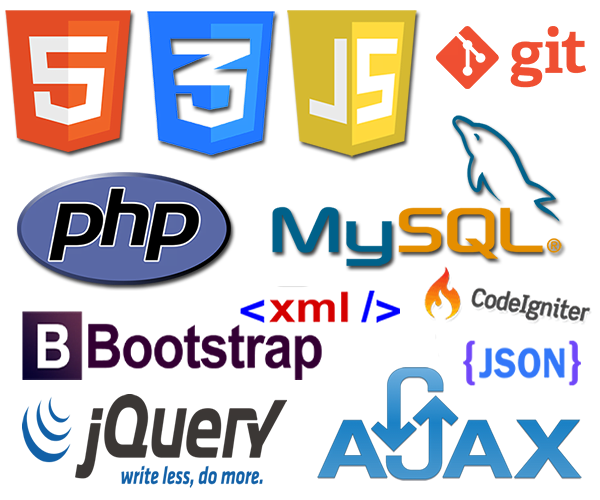 5
3
JS
git
php
MySQL®
<xml />
CodeIgniter
B Bootstrap
{JSON}
jQuery
write less, do more.
AJAX